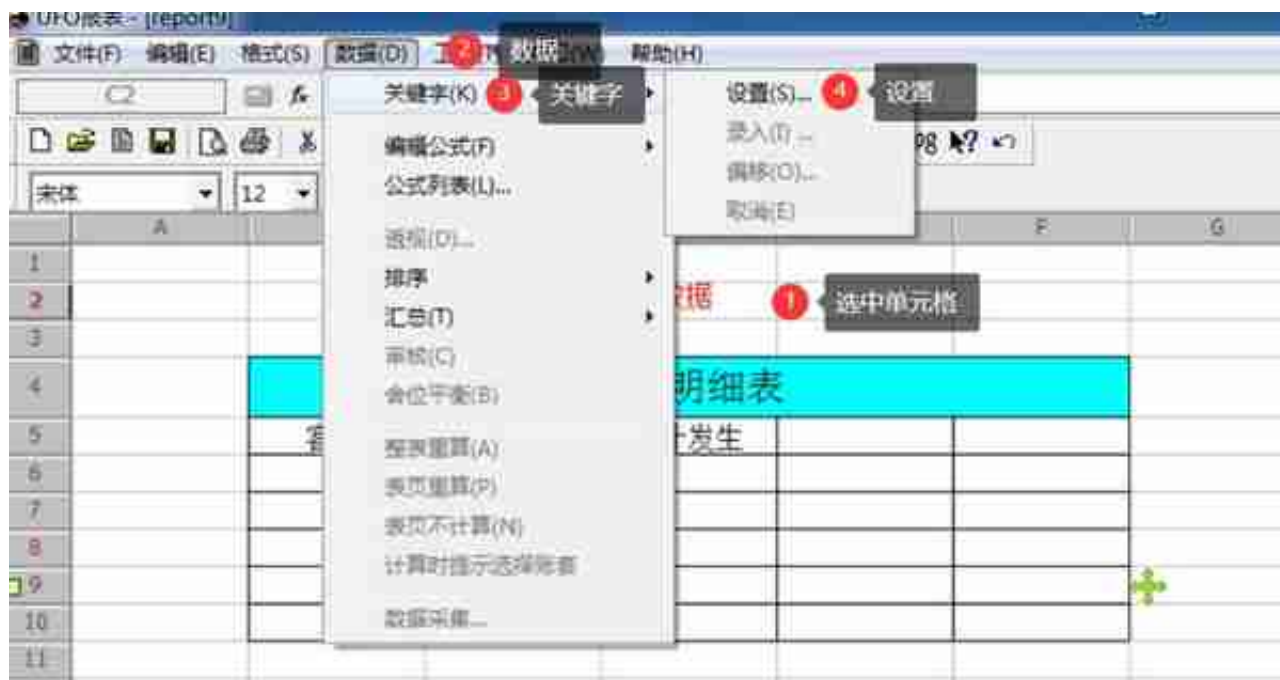 UFO报表 - [report9]
文件(F) 编辑(E) 格式(S) 数据(D) 2 数据 帮助(H)
C2 fx 关键字(K) 3 关键字 设置(S)... 4 设置
录入(I) ...
编辑公式(F)
偏移(O)...
宋体 12 公式列表(L)...
取消(E)
A F G
透视(D)...
1
排序
2 数据 1 选中单元格
汇总(T)
3
审核(C)
4 明细表
舍位平衡(B)
5 发生
整表重算(A)
6
表页重算(P)
7
表页不计算(N)
8
计算时提示选择账套
9
10 数据采集...
11